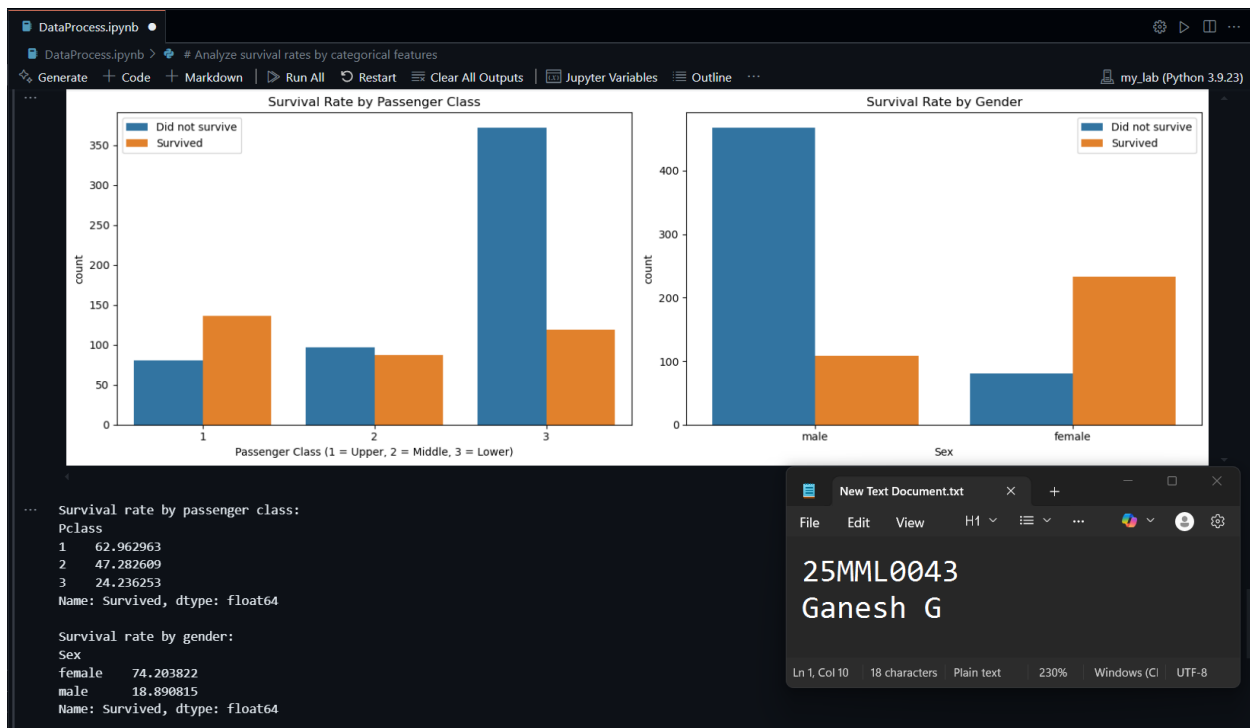 DataProcess.ipynb
DataProcess.ipynb > # Analyze survival rates by categorical features
Generate + Code + Markdown | Run All Restart Clear All Outputs | Jupyter Variables Outline ... my_lab (Python 3.9.23)
Survival Rate by Passenger Class
Did not survive
Survived
350
300
250
200
150
100
50
0
count
1 2 3
Passenger Class (1 = Upper, 2 = Middle, 3 = Lower)
Survival Rate by Gender
Did not survive
Survived
400
300
200
100
0
count
male female
Sex
Survival rate by passenger class:
Pclass
1 62.962963
2 47.282609
3 24.236253
Name: Survived, dtype: float64
Survival rate by gender:
Sex
female 74.203822
male 18.890815
Name: Survived, dtype: float64
New Text Document.txt
File Edit View H1
25MML0043
Ganesh G
Ln 1, Col 10 18 characters Plain text 230% Windows (Cl UTF-8